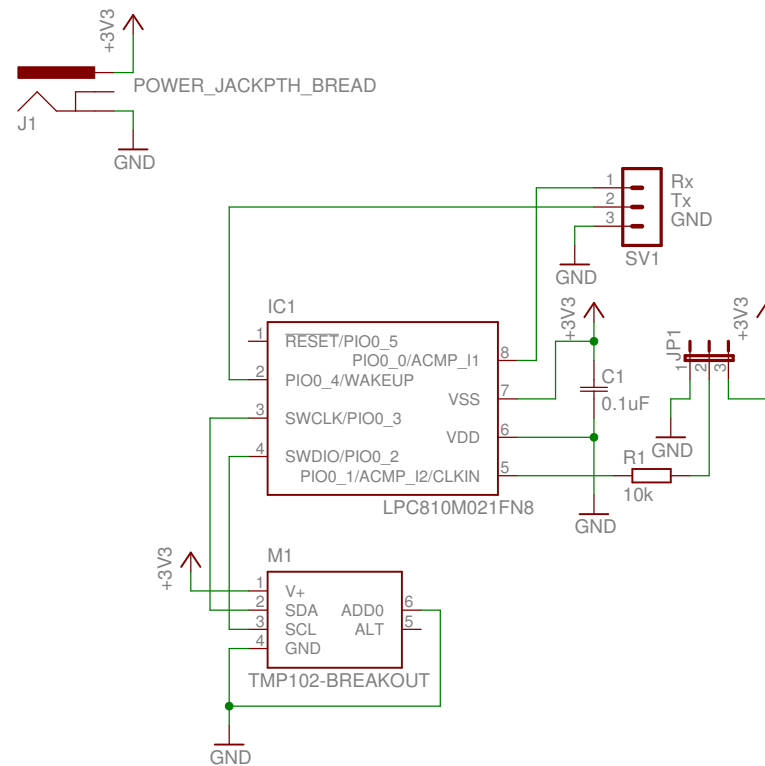 +3V3
POWER_JACKPTH_BREAD
J1
GND
1 Rx
2 Tx
3 GND
SV1
GND
IC1
+3V3
+3V3
JP1
1 RESET/PIO0_5
PIO0_0/ACMP_I1 8
2 PIO0_4/WAKEUP
VSS 7
C1
0.1uF
1 2 3
3 SWCLK/PIO0_3
VDD 6
GND
4 SWDIO/PIO0_2
PIO0_1/ACMP_I2/CLKIN 5
R1
10k
LPC810M021FN8
GND
M1
+3V3
1 V+
2 SDA ADD0 6
3 SCL ALT 5
4 GND
TMP102-BREAKOUT
GND